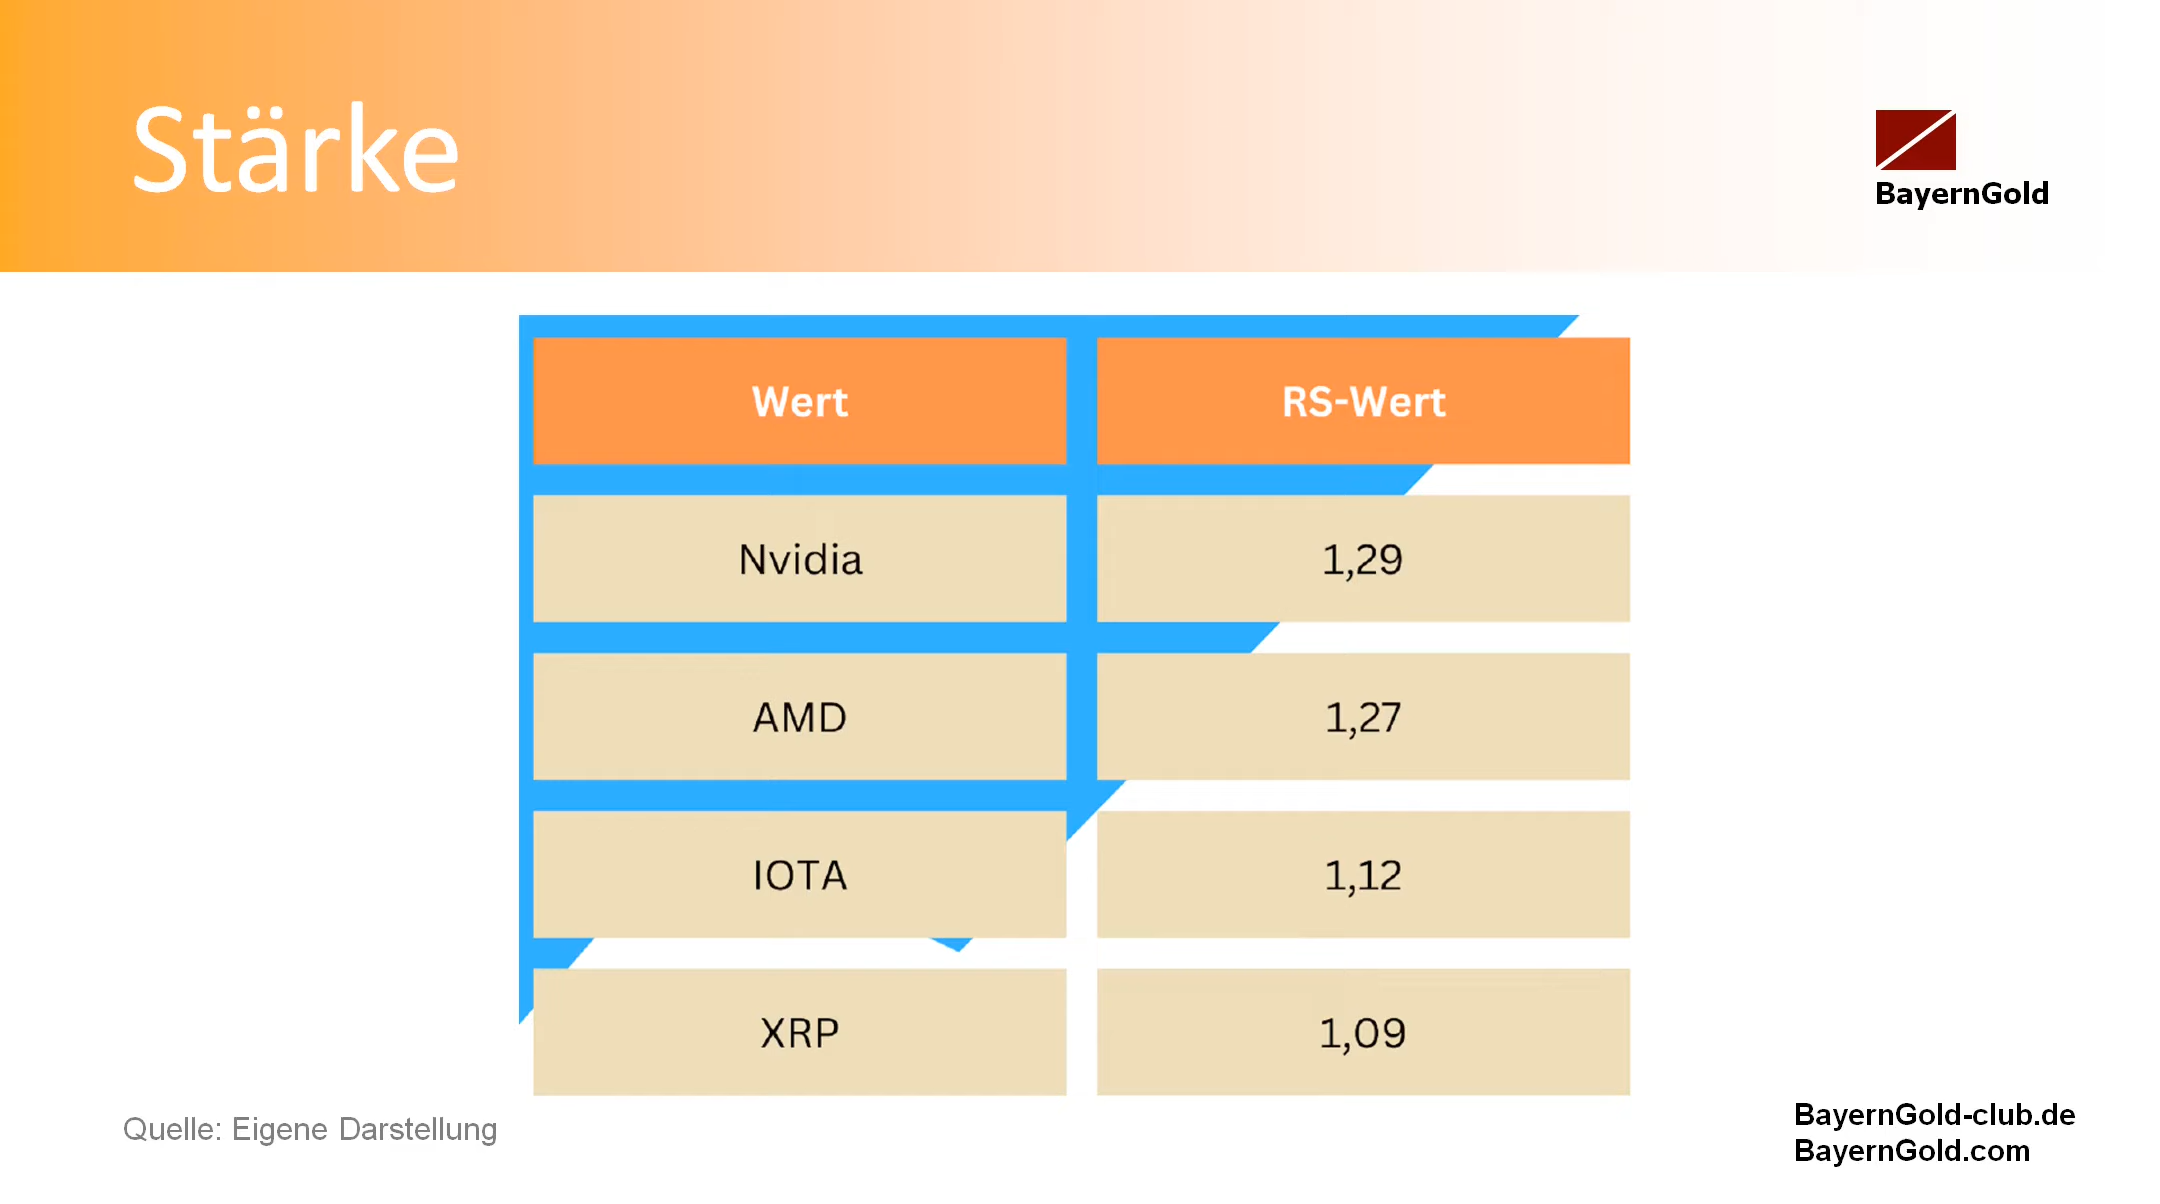 Stärke
BayernGold
Wert RS-Wert
Nvidia 1,29
AMD 1,27
IOTA 1,12
XRP 1,09
Quelle: Eigene Darstellung
BayernGold-club.de
BayernGold.com